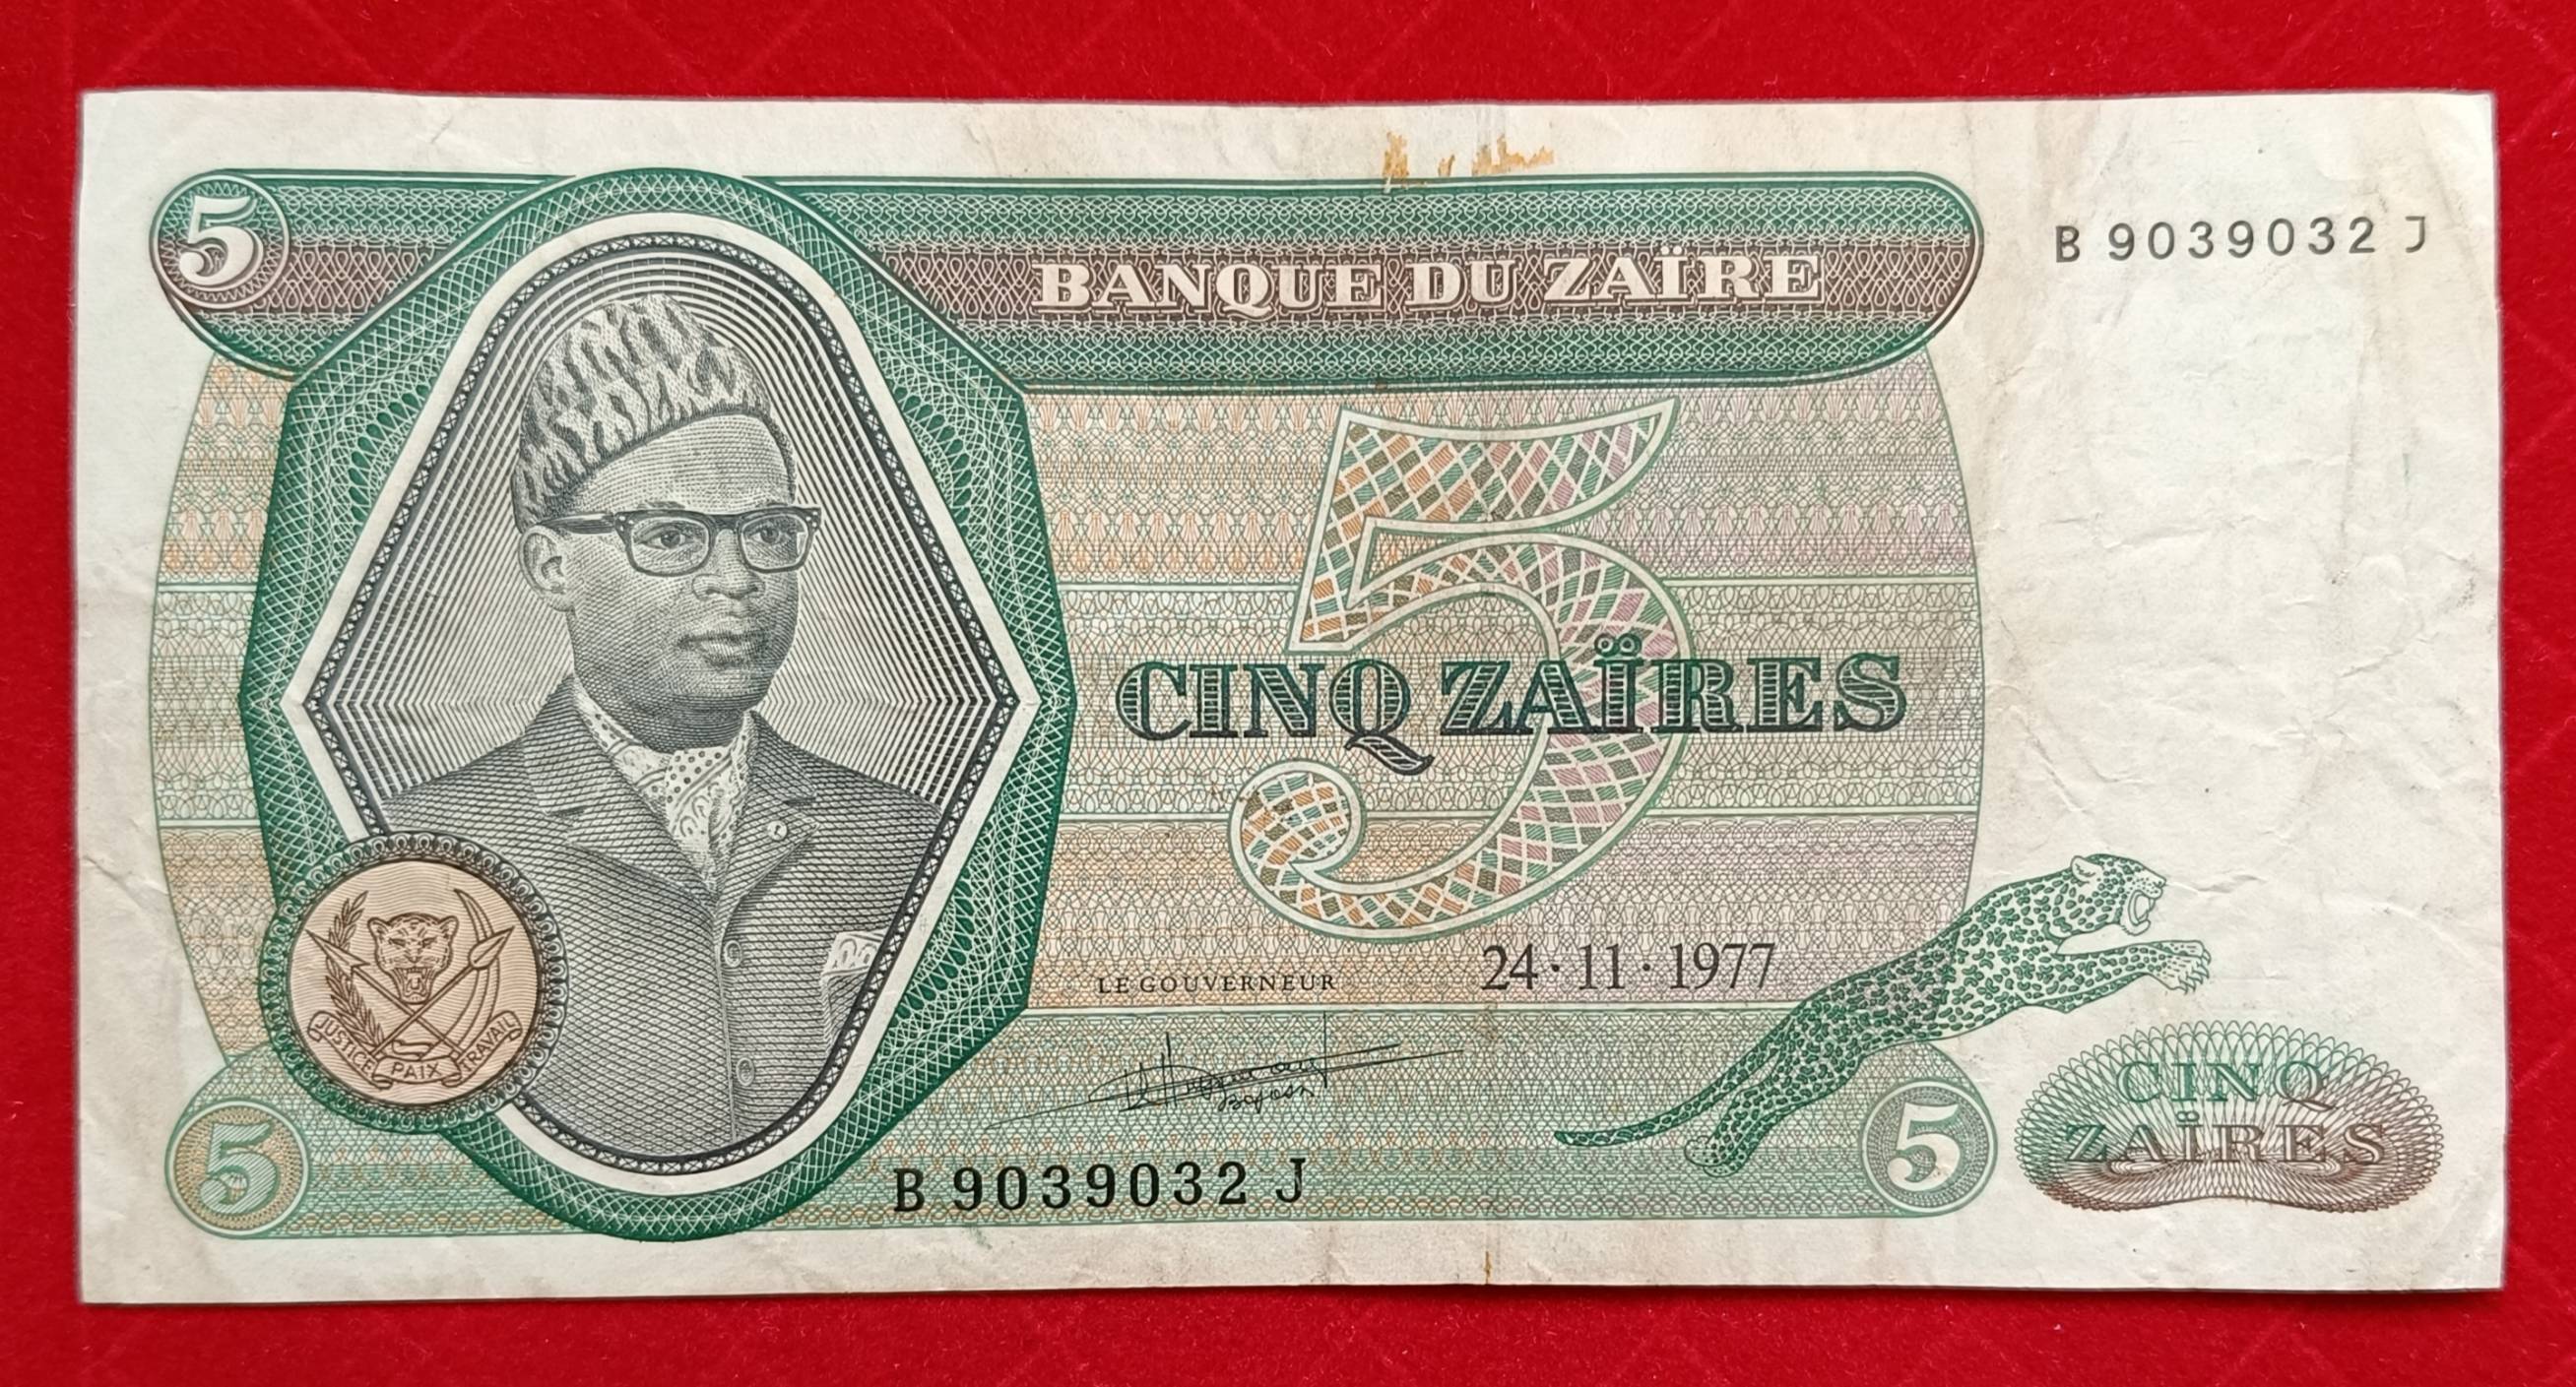 5
BANQUE DU ZAÏRE
B 9039032 J
5
CINQ ZAÏRES
LE GOUVERNEUR
24·11·1977
JUSTICE
PAIX
TRAVAIL
5
B 9039032 J
5
CINQ
ZAÏRES